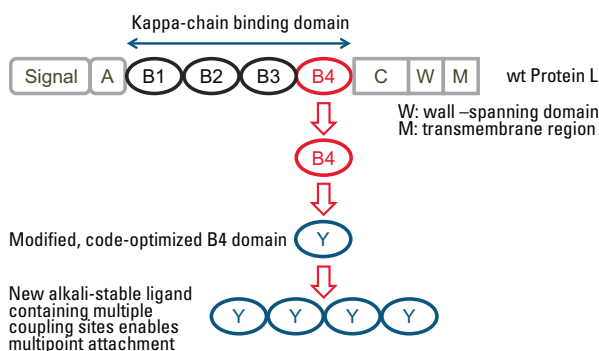 Kappa-chain binding domain
Signal A B1 B2 B3 B4 C W M wt Protein L
W: wall –spanning domain
M: transmembrane region
B4
Modified, code-optimized B4 domain Y
New alkali-stable ligand
containing multiple
coupling sites enables
multipoint attachment
Y Y Y Y